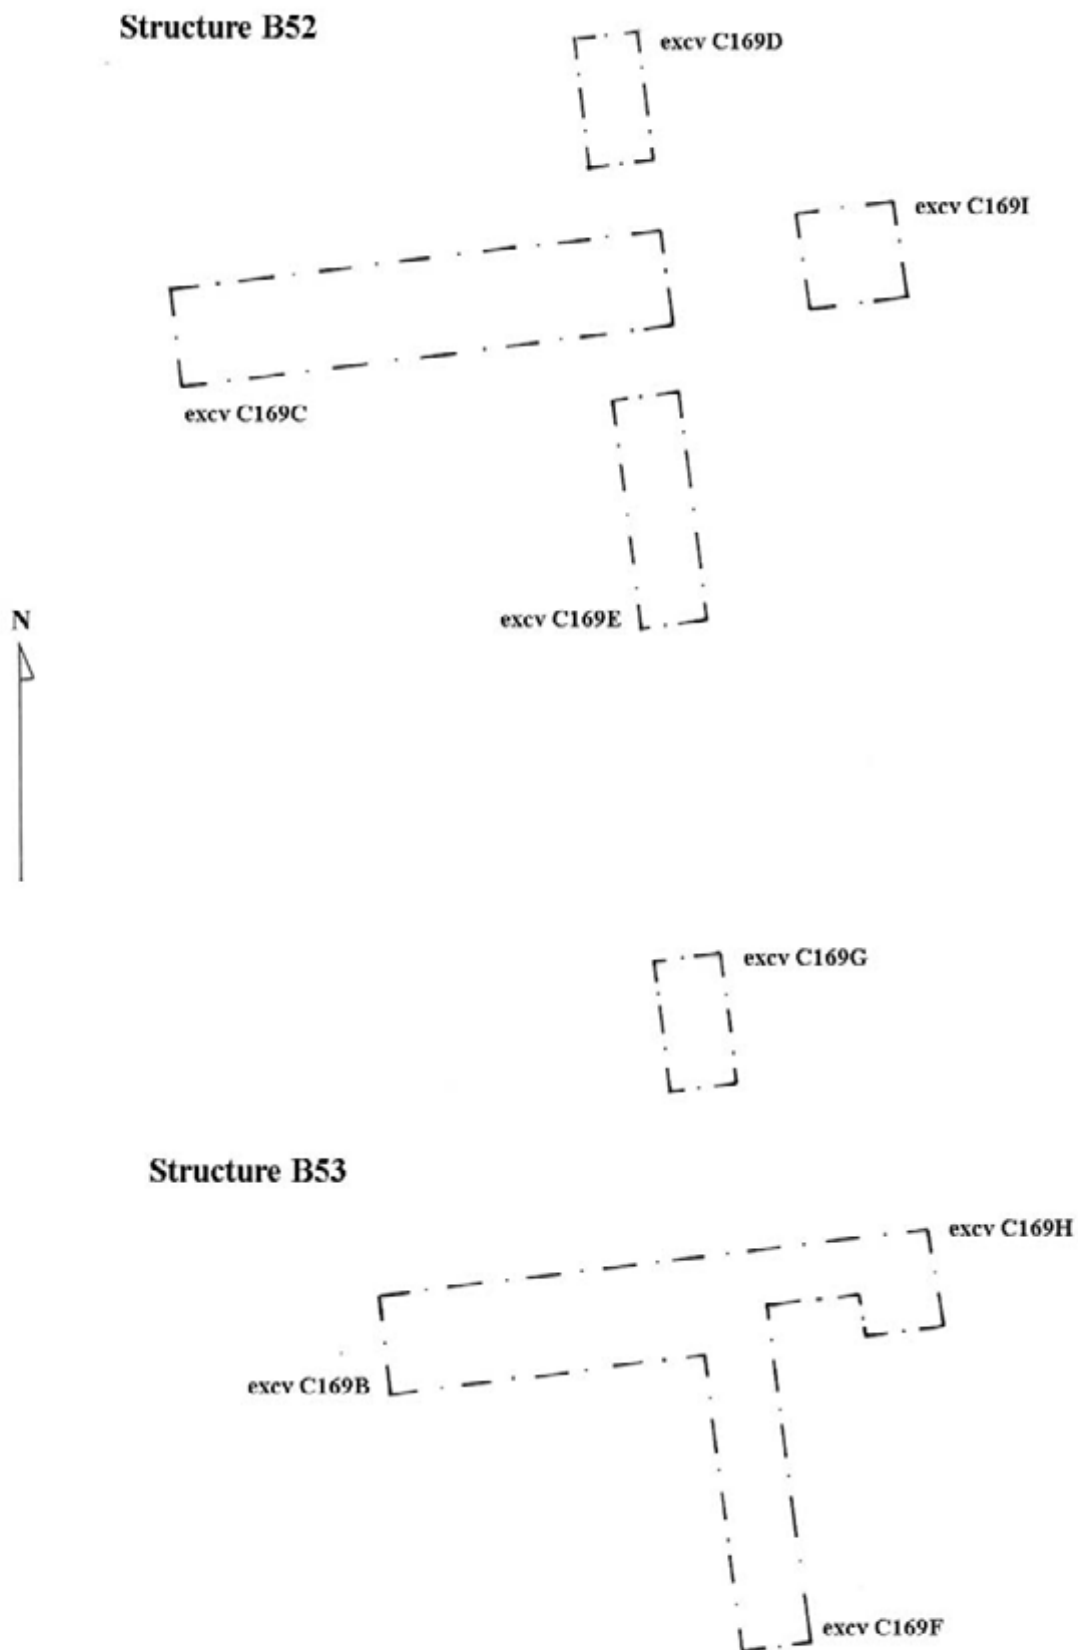 Structure B52
excv C169D
excv C169I
excv C169C
excv C169E
N
excv C169G
Structure B53
excv C169H
excv C169B
excv C169F